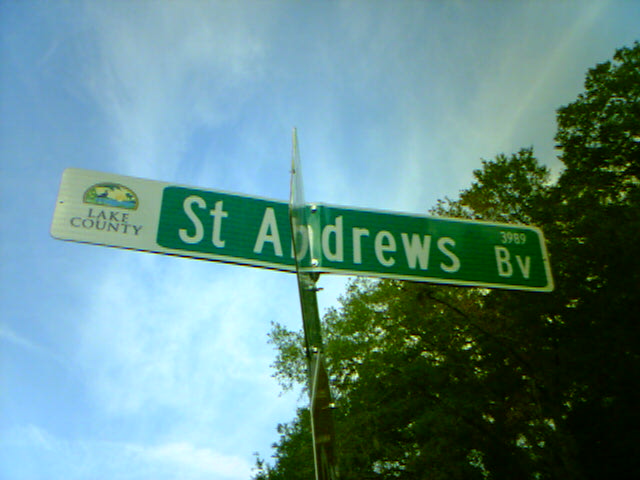 LAKE
COUNTY
St Andrews
3989
Bv